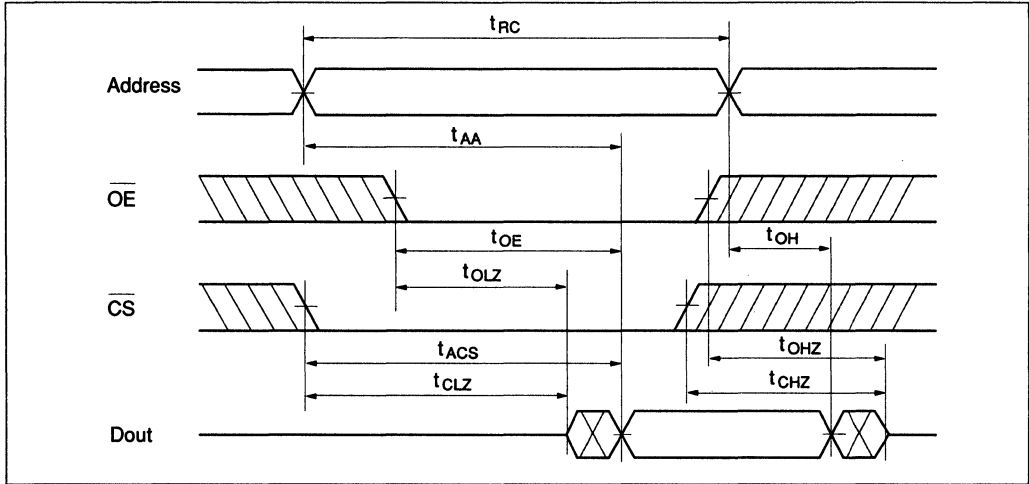 tRC
Address
tAA
OE
tOE
tOH
tOLZ
CS
tACS
tOHZ
tCLZ
tCHZ
Dout